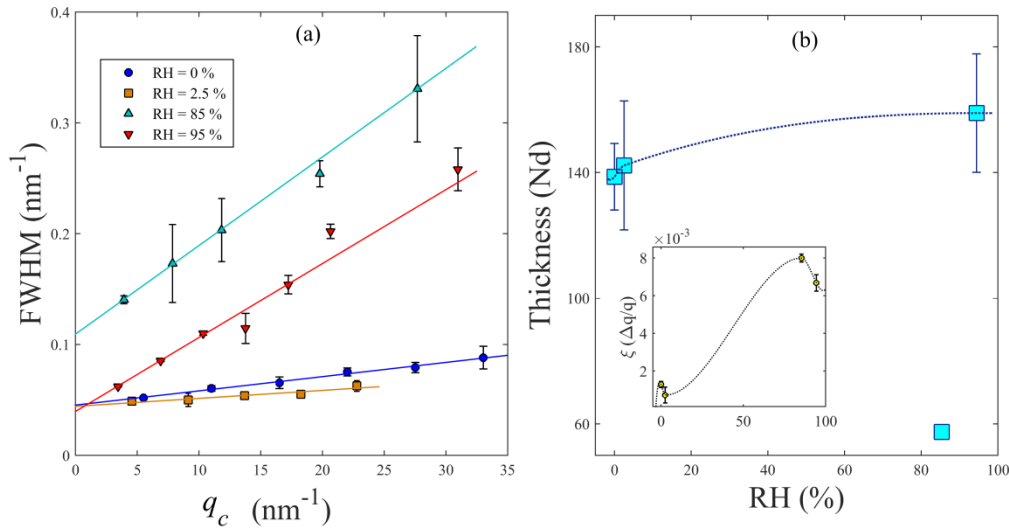 (a)
RH = 0 %
RH = 2.5 %
RH = 85 %
RH = 95 %
FWHM (nm⁻¹)
0.4
0.3
0.2
0.1
0
0 5 10 15 20 25 30 35
q_c (nm⁻¹)
(b)
Thickness (Nd)
180
140
100
60
0 20 40 60 80 100
RH (%)
×10⁻³
ξ (Δq/q)
8
6
4
2
0 50 100